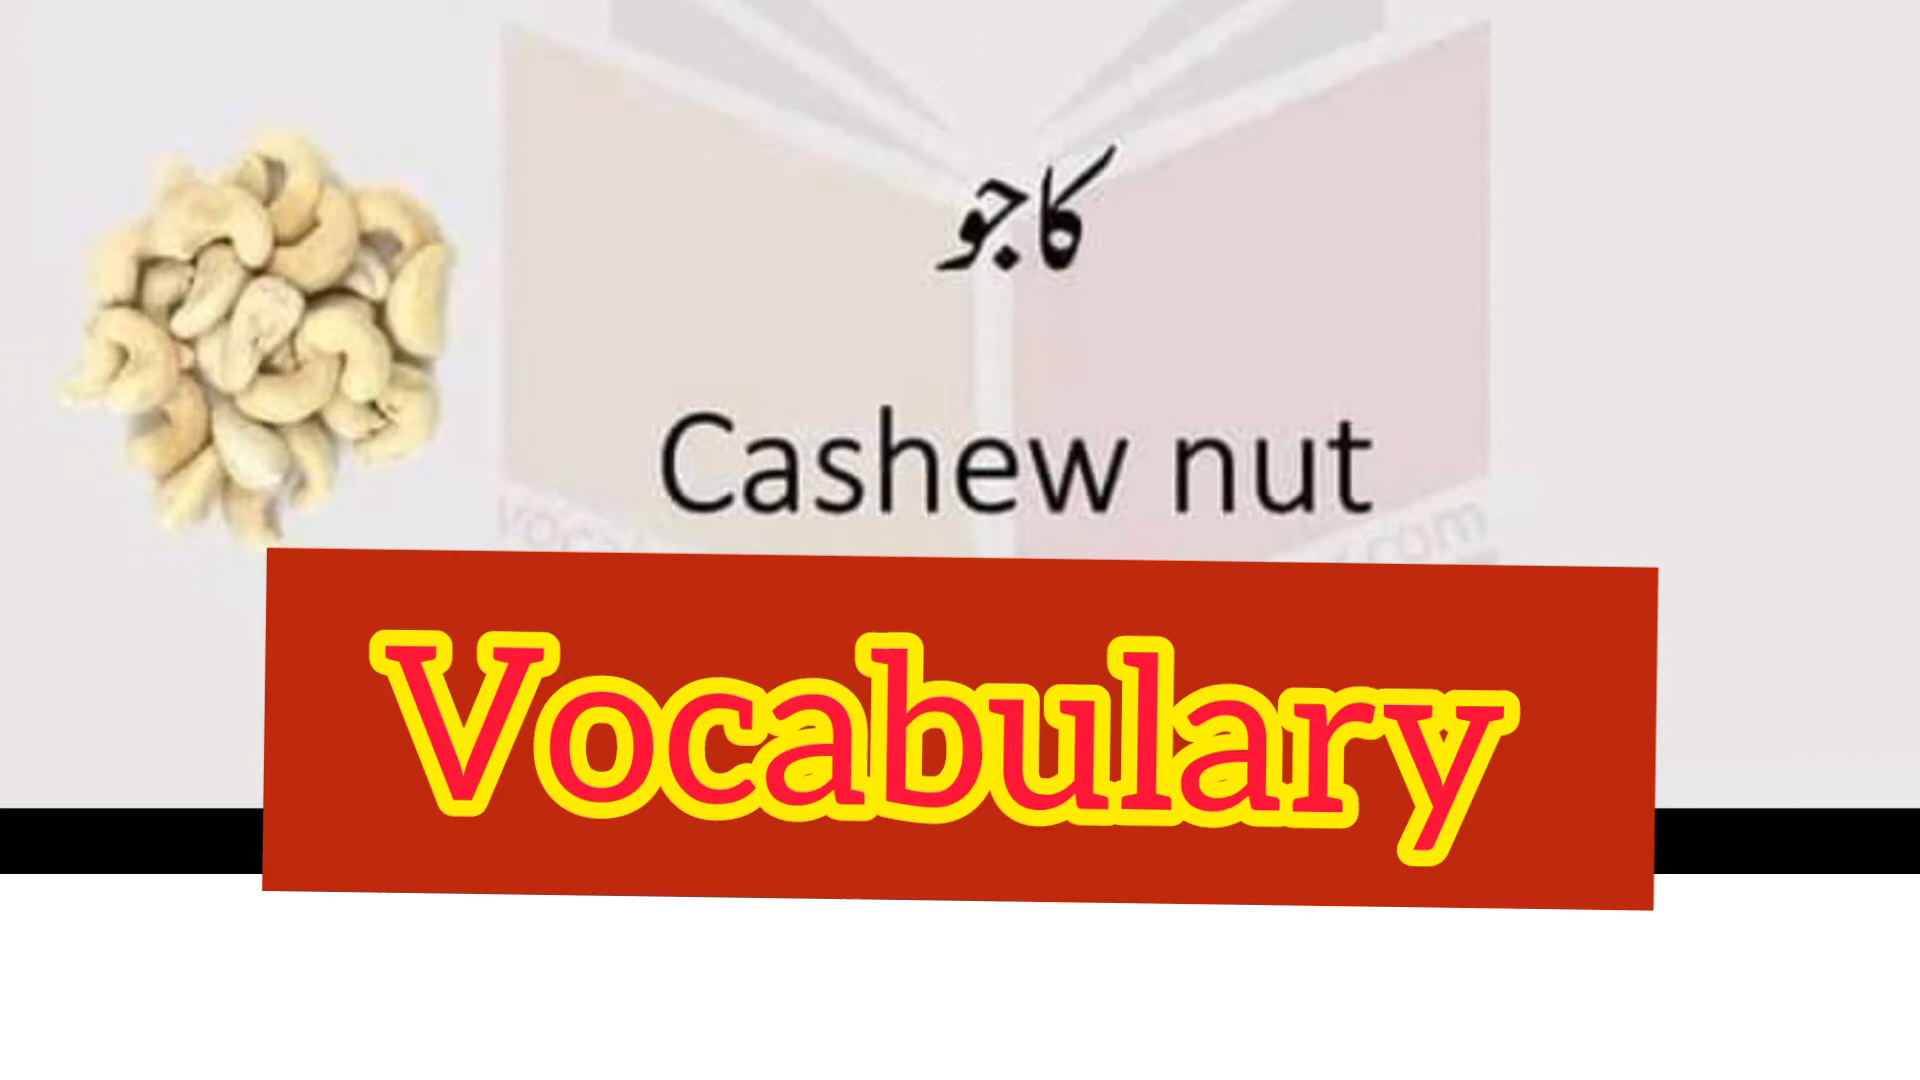 کاجو
Cashew nut
Vocabulary